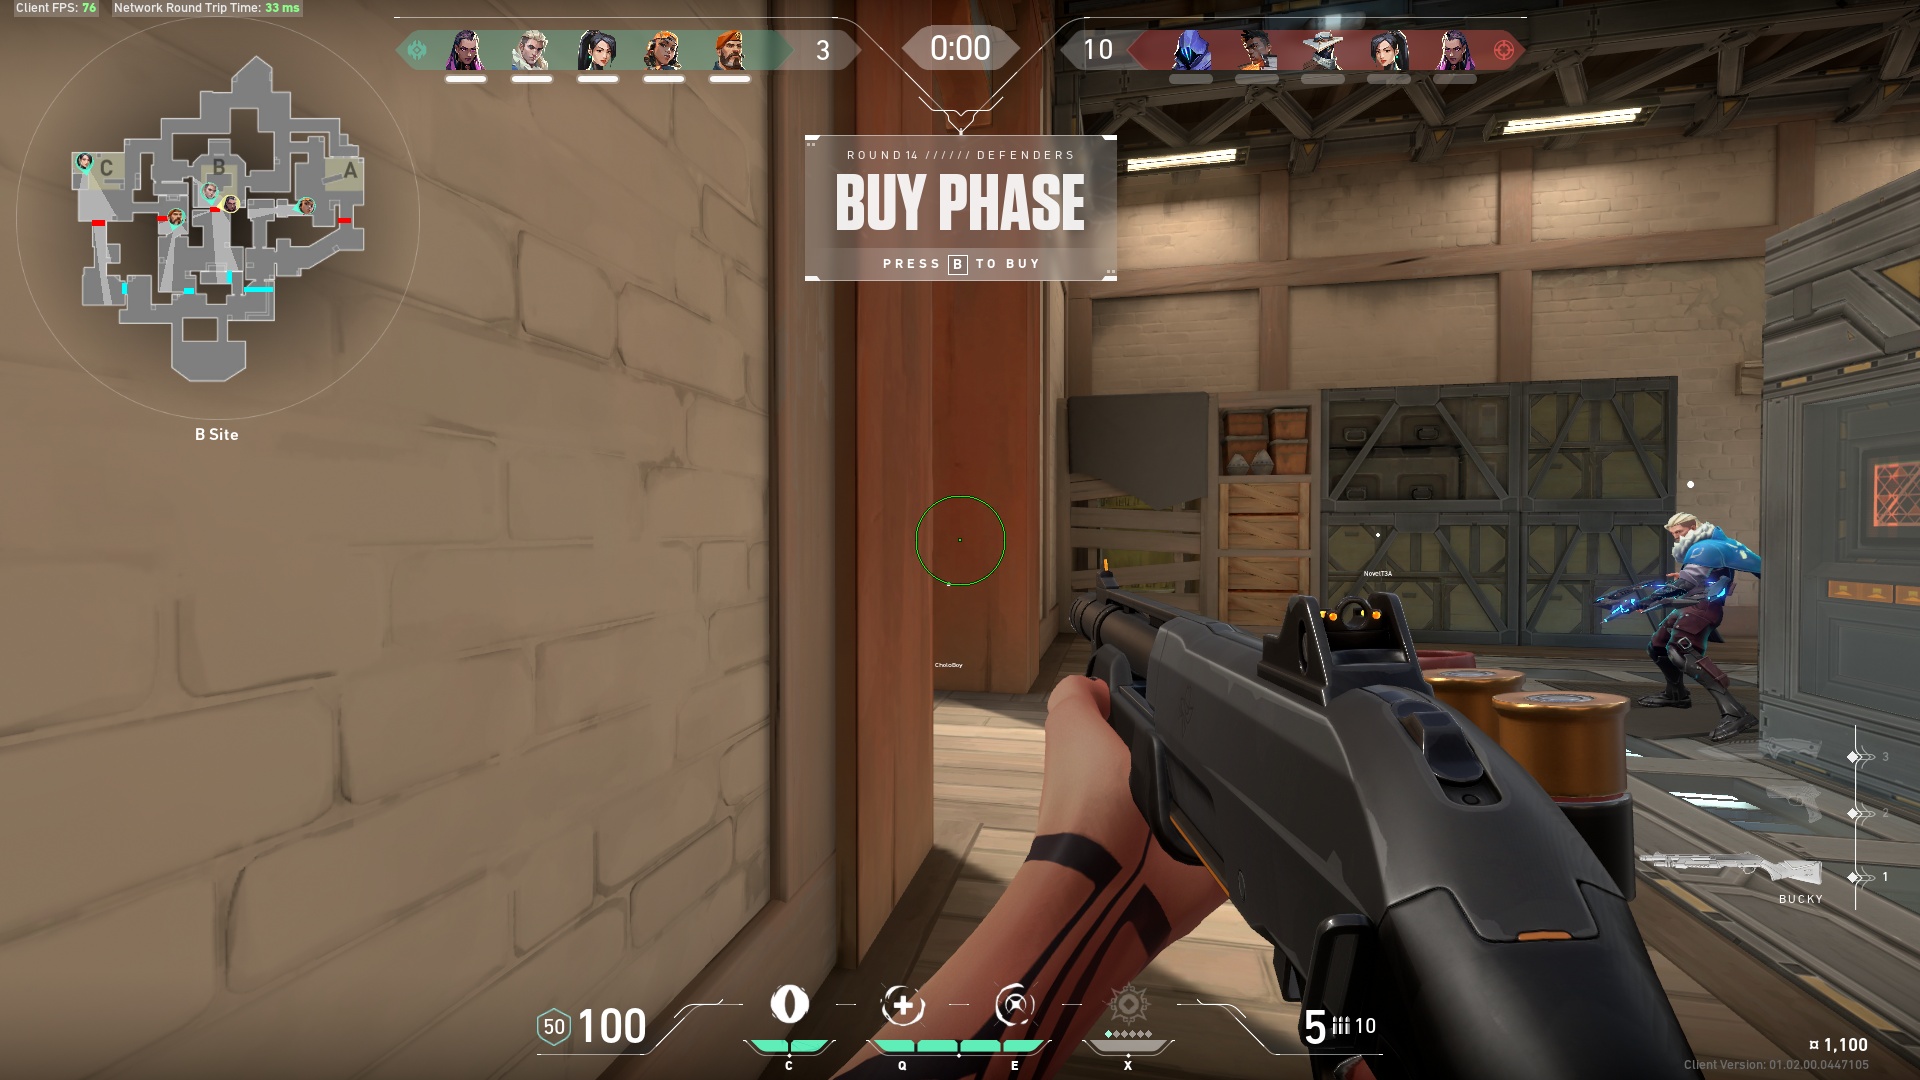 Client FPS: 76 Network Round Trip Time: 33 ms
3 0:00 10
ROUND 14 ////// DEFENDERS
BUY PHASE
PRESS B TO BUY
C B A
B Site
NovelT3A
CholoBoy
3
2
1
BUCKY
50 100
C Q E X
5 10
¤ 1,100
Client Version: 01.02.00.0447105